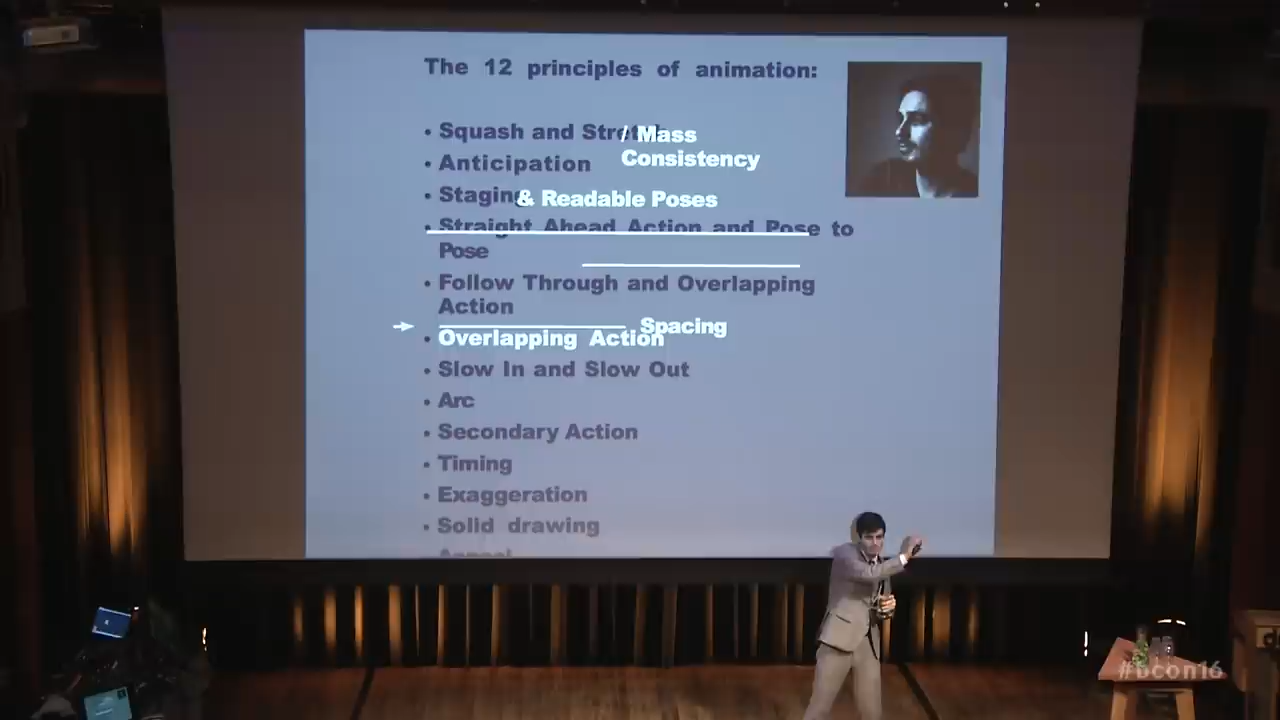 The 12 principles of animation:
• Squash and Stretch / Mass
Consistency
• Anticipation
• Staging & Readable Poses
• Straight Ahead Action and Pose to
Pose
• Follow Through and Overlapping
Action
Spacing
• Overlapping Action
• Slow In and Slow Out
• Arc
• Secondary Action
• Timing
• Exaggeration
• Solid drawing
Appeal
#bcon16